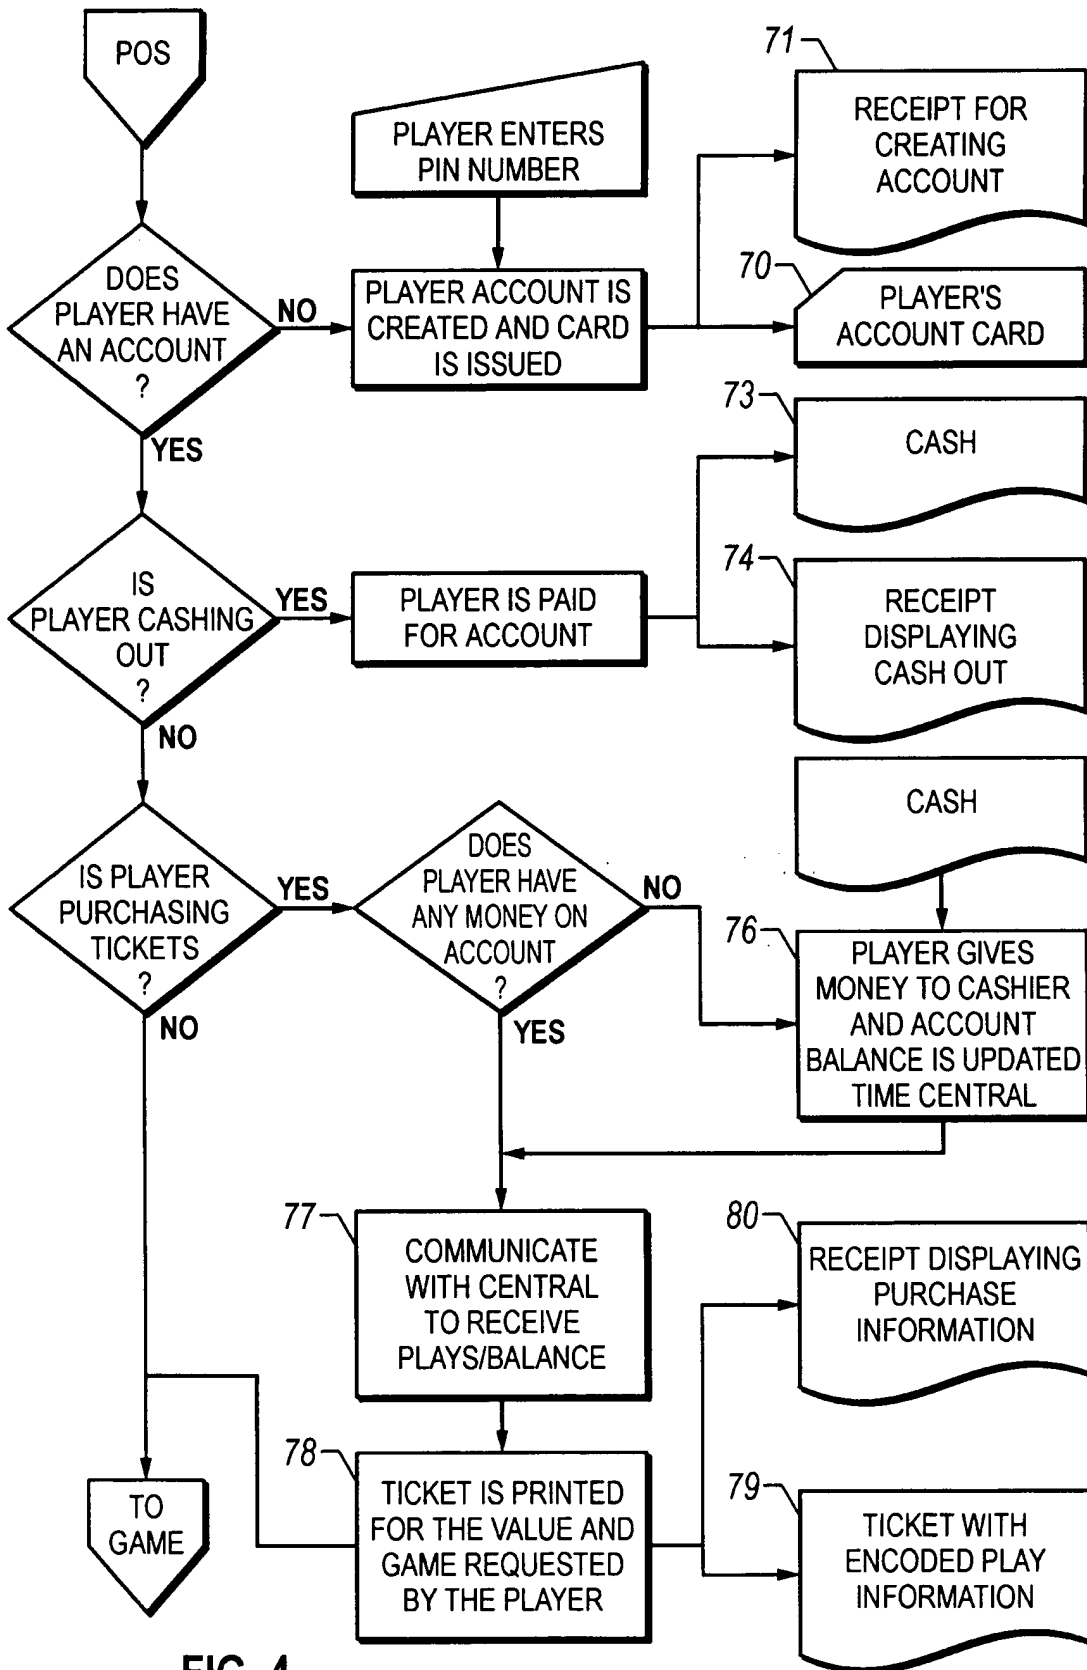 POS
PLAYER ENTERS
PIN NUMBER
71
RECEIPT FOR
CREATING
ACCOUNT
DOES
PLAYER HAVE
AN ACCOUNT
?
NO
YES
PLAYER ACCOUNT IS
CREATED AND CARD
IS ISSUED
70
PLAYER'S
ACCOUNT CARD
73
CASH
IS
PLAYER CASHING
OUT
?
YES
NO
PLAYER IS PAID
FOR ACCOUNT
74
RECEIPT
DISPLAYING
CASH OUT
CASH
IS PLAYER
PURCHASING
TICKETS
?
YES
NO
DOES
PLAYER HAVE
ANY MONEY ON
ACCOUNT
?
NO
YES
76
PLAYER GIVES
MONEY TO CASHIER
AND ACCOUNT
BALANCE IS UPDATED
TIME CENTRAL
77
COMMUNICATE
WITH CENTRAL
TO RECEIVE
PLAYS/BALANCE
80
RECEIPT DISPLAYING
PURCHASE
INFORMATION
78
TICKET IS PRINTED
FOR THE VALUE AND
GAME REQUESTED
BY THE PLAYER
79
TICKET WITH
ENCODED PLAY
INFORMATION
TO
GAME
FIG. 4